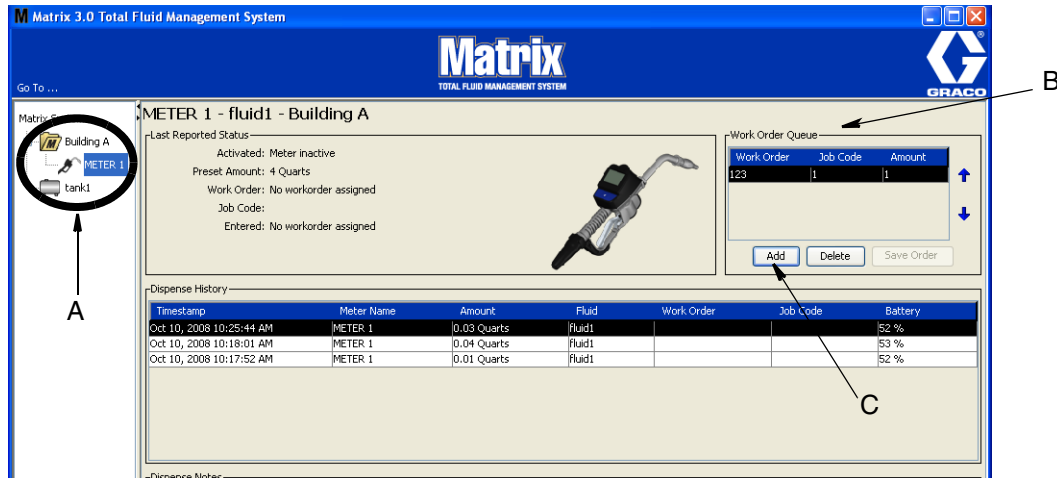 M Matrix 3.0 Total Fluid Management System
Matrix
TOTAL FLUID MANAGEMENT SYSTEM
G
GRACO
Go To ...
B
METER 1 - fluid1 - Building A
Building A
METER 1
tank1
A
Last Reported Status
Activated: Meter inactive
Preset Amount: 4 Quarts
Work Order: No workorder assigned
Job Code:
Entered: No workorder assigned
Work Order Queue
Work Order Job Code Amount
123 1 1
Add Delete Save Order
Dispense History
Timestamp Meter Name Amount Fluid Work Order Job Code Battery
Oct 10, 2008 10:25:44 AM METER 1 0.03 Quarts fluid1 52 %
Oct 10, 2008 10:18:01 AM METER 1 0.04 Quarts fluid1 53 %
Oct 10, 2008 10:17:52 AM METER 1 0.01 Quarts fluid1 52 %
C
Dispense Notes